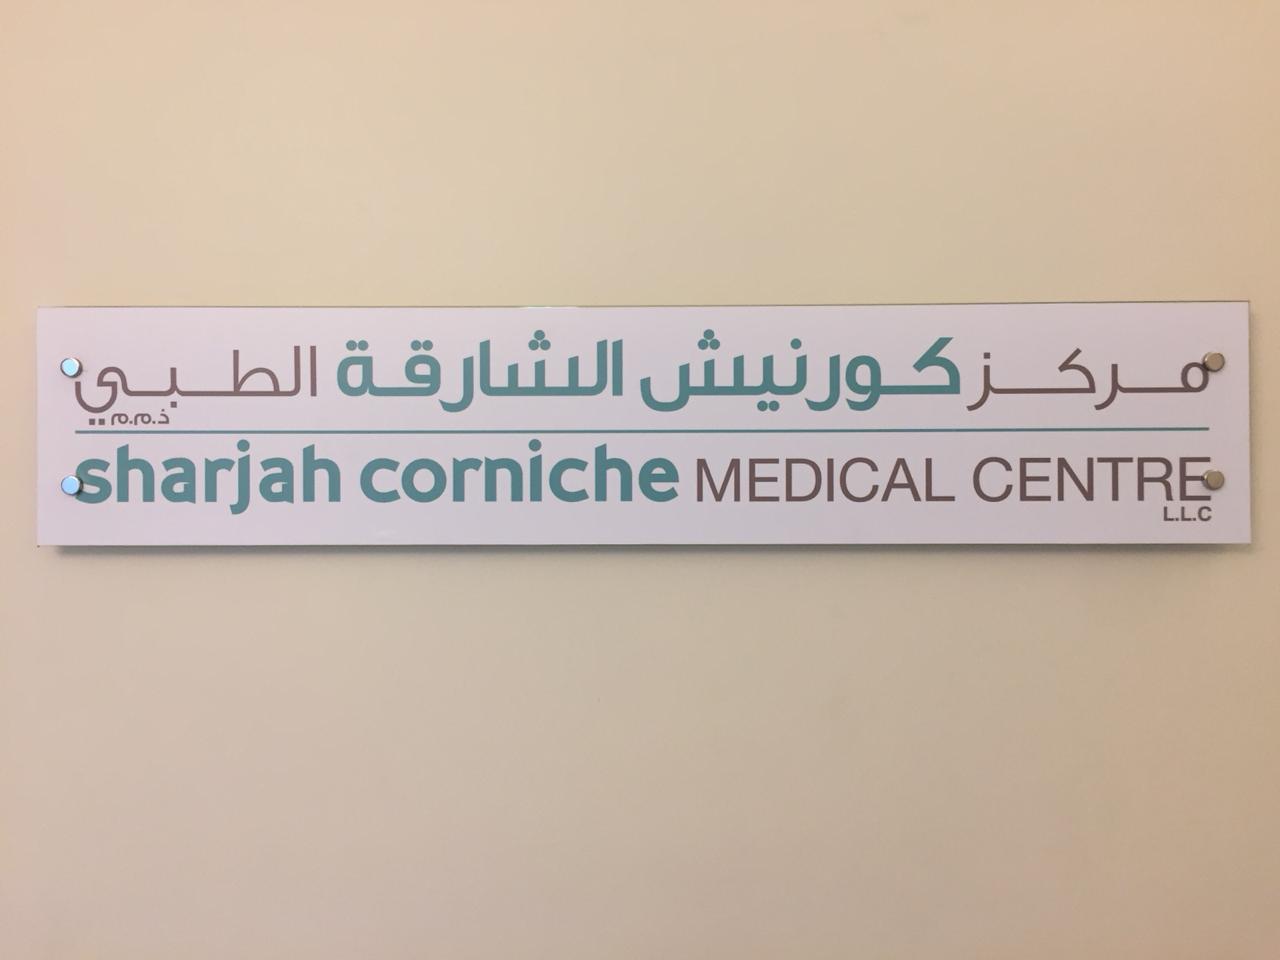 مركز كورنيش الشارقة الطبي
ذ.م.م
sharjah corniche MEDICAL CENTRE
L.L.C